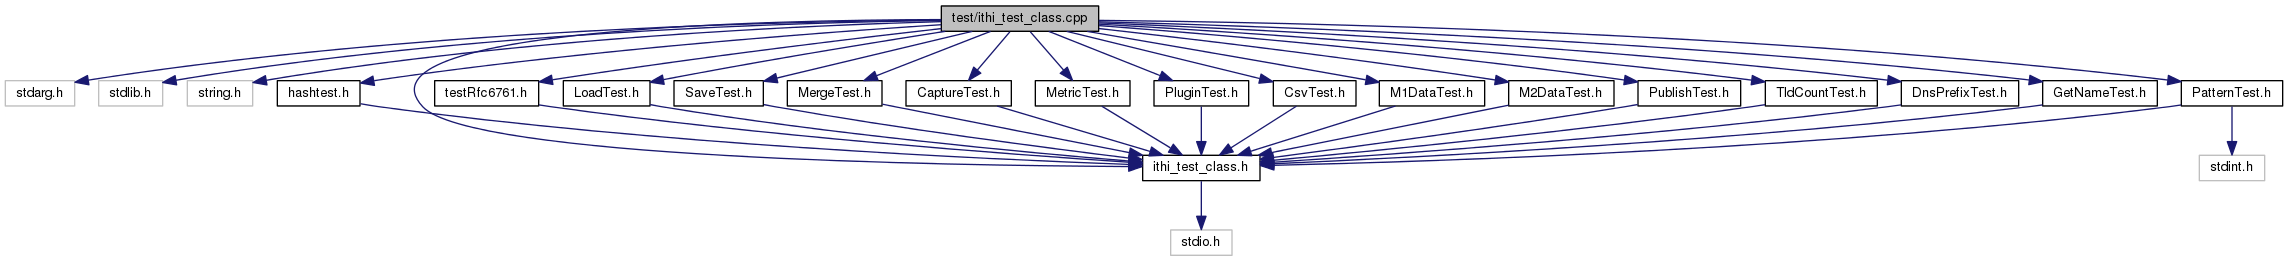 test/ithi_test_class.cpp
stdarg.h
stdlib.h
string.h
hashtest.h
testRfc6761.h
LoadTest.h
SaveTest.h
MergeTest.h
CaptureTest.h
MetricTest.h
PluginTest.h
CsvTest.h
M1DataTest.h
M2DataTest.h
PublishTest.h
TldCountTest.h
DnsPrefixTest.h
GetNameTest.h
PatternTest.h
ithi_test_class.h
stdint.h
stdio.h